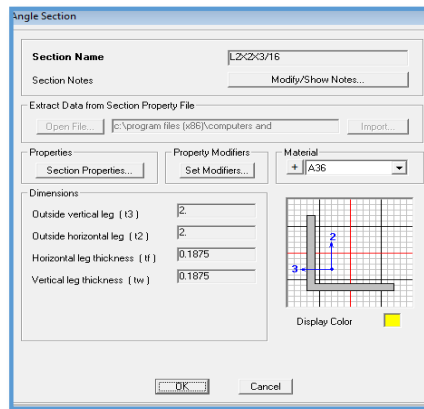 Angle Section
Section Name
L2X2X3/16
Section Notes
Modify/Show Notes...
Extract Data from Section Property File
Open File...
c:\program files (x86)\computers and
Import...
Properties
Section Properties...
Property Modifiers
Set Modifiers...
Material
+
A36
Dimensions
Outside vertical leg ( t3 )
2.
Outside horizontal leg ( t2 )
2.
Horizontal leg thickness ( tf )
0.1875
Vertical leg thickness ( tw )
0.1875
2
3
Display Color
OK
Cancel